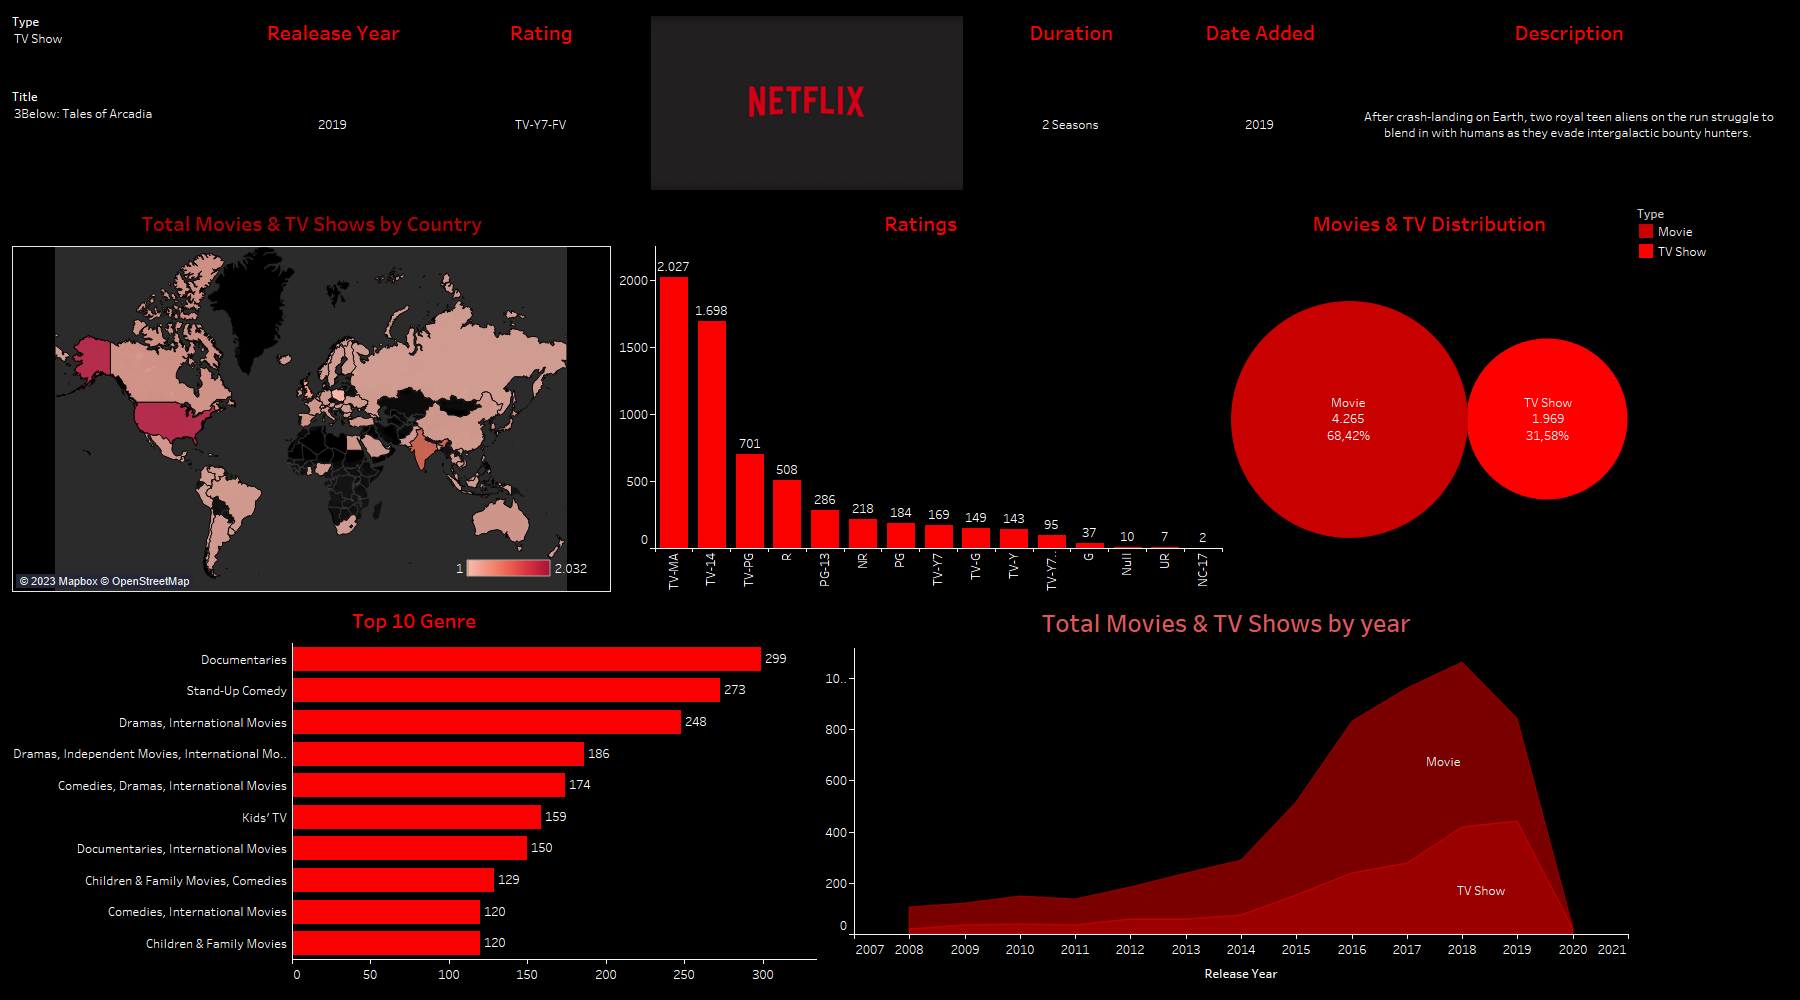 Type
TV Show
Realease Year
Rating
NETFLIX
Duration
Date Added
Description
Title
3Below: Tales of Arcadia
2019
TV-Y7-FV
2 Seasons
2019
After crash-landing on Earth, two royal teen aliens on the run struggle to
blend in with humans as they evade intergalactic bounty hunters.
Total Movies & TV Shows by Country
1
2.032
© 2023 Mapbox © OpenStreetMap
Ratings
2000
1500
1000
500
0
2.027
1.698
701
508
286
218
184
169
149
143
95
37
10
7
2
TV-MA
TV-14
TV-PG
R
PG-13
NR
PG
TV-Y7
TV-G
TV-Y
TV-Y7..
G
Null
UR
NC-17
Movies & TV Distribution
Type
Movie
TV Show
Movie
4.265
68,42%
TV Show
1.969
31,58%
Top 10 Genre
Documentaries
299
Stand-Up Comedy
273
Dramas, International Movies
248
Dramas, Independent Movies, International Mo..
186
Comedies, Dramas, International Movies
174
Kids' TV
159
Documentaries, International Movies
150
Children & Family Movies, Comedies
129
Comedies, International Movies
120
Children & Family Movies
120
0
50
100
150
200
250
300
Total Movies & TV Shows by year
10..
800
600
400
200
0
Movie
TV Show
2007
2008
2009
2010
2011
2012
2013
2014
2015
2016
2017
2018
2019
2020
2021
Release Year